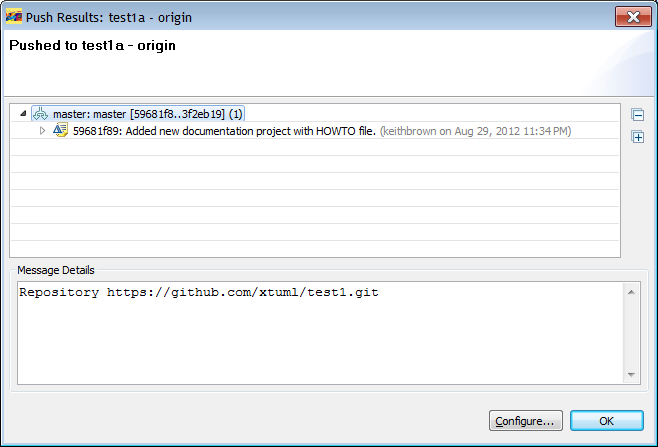 Push Results: test1a - origin
Pushed to test1a - origin
master: master [59681f8..3f2eb19] (1)
59681f89: Added new documentation project with HOWTO file. (keithbrown on Aug 29, 2012 11:34 PM)
Message Details
Repository https://github.com/xtuml/test1.git
Configure... OK